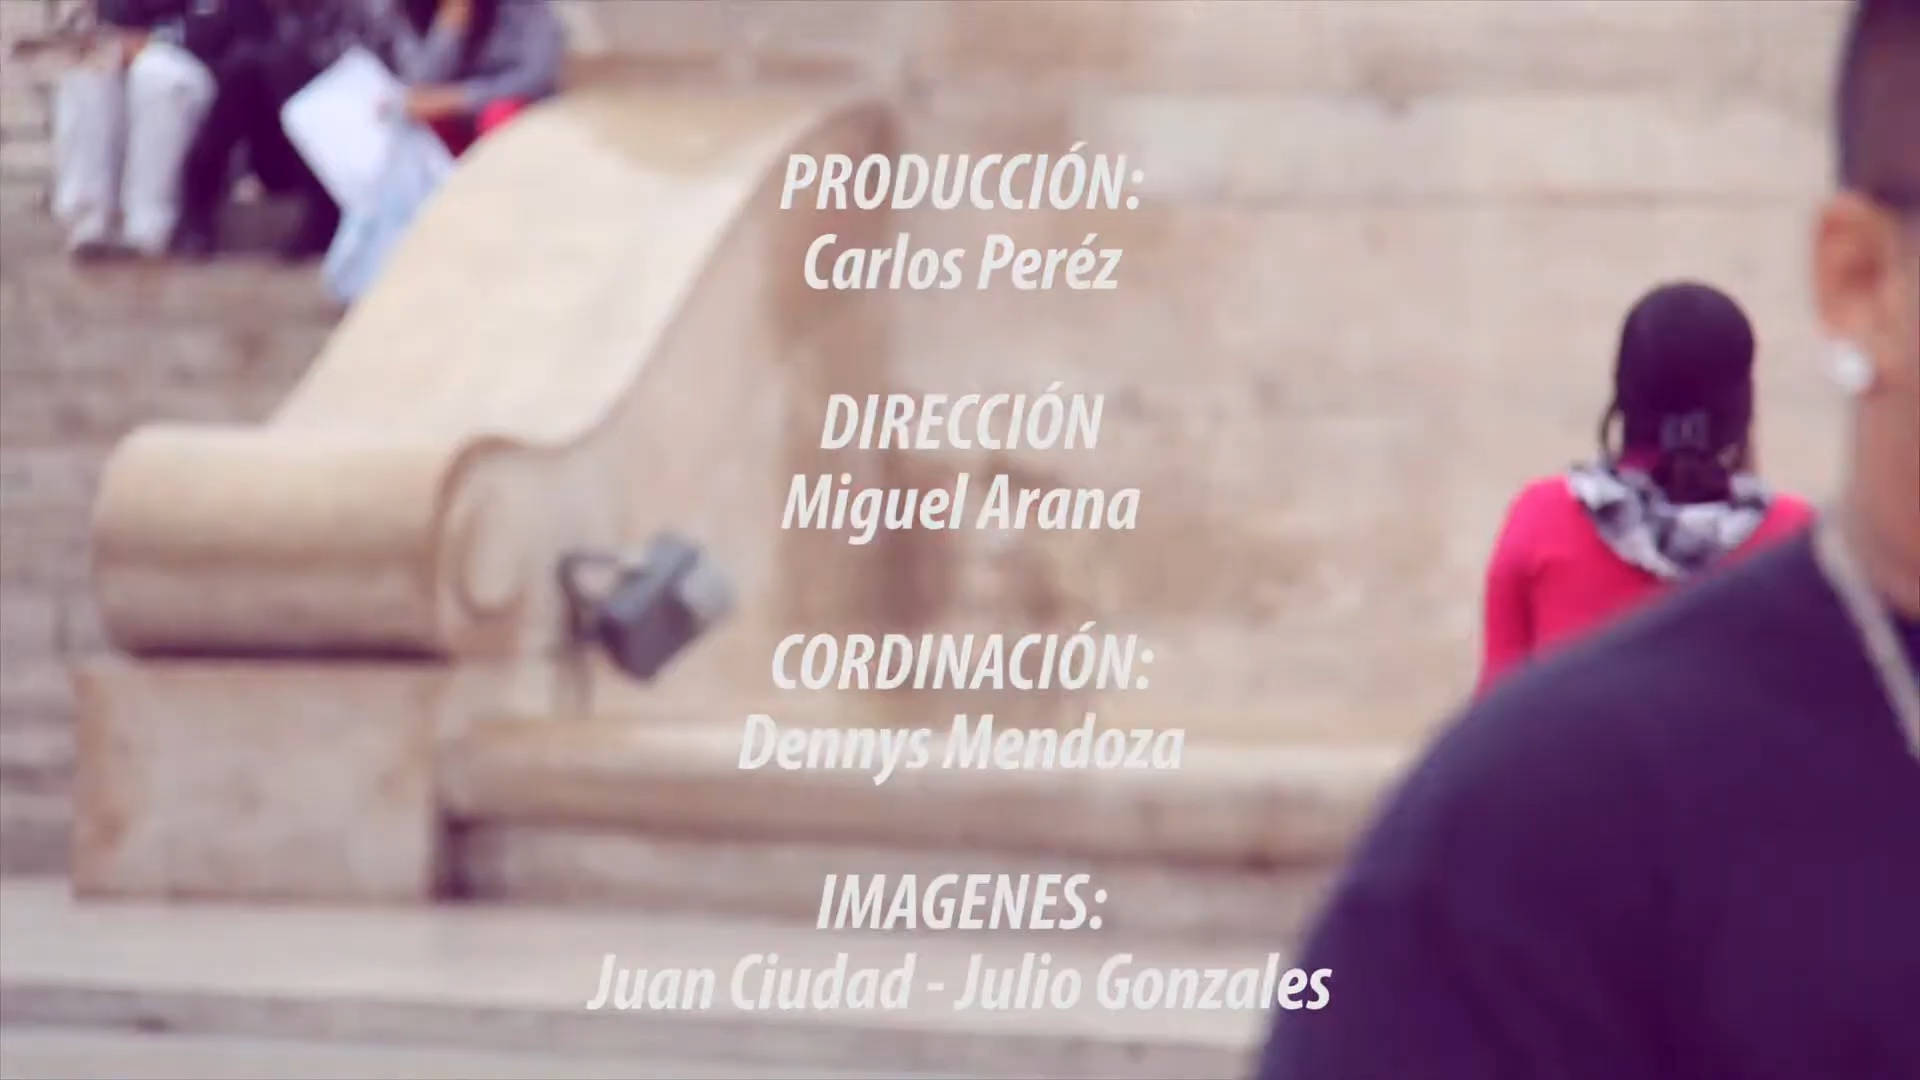 PRODUCCIÓN:
Carlos Peréz
DIRECCIÓN
Miguel Arana
CORDINACIÓN:
Dennys Mendoza
IMAGENES:
Juan Ciudad - Julio Gonzales